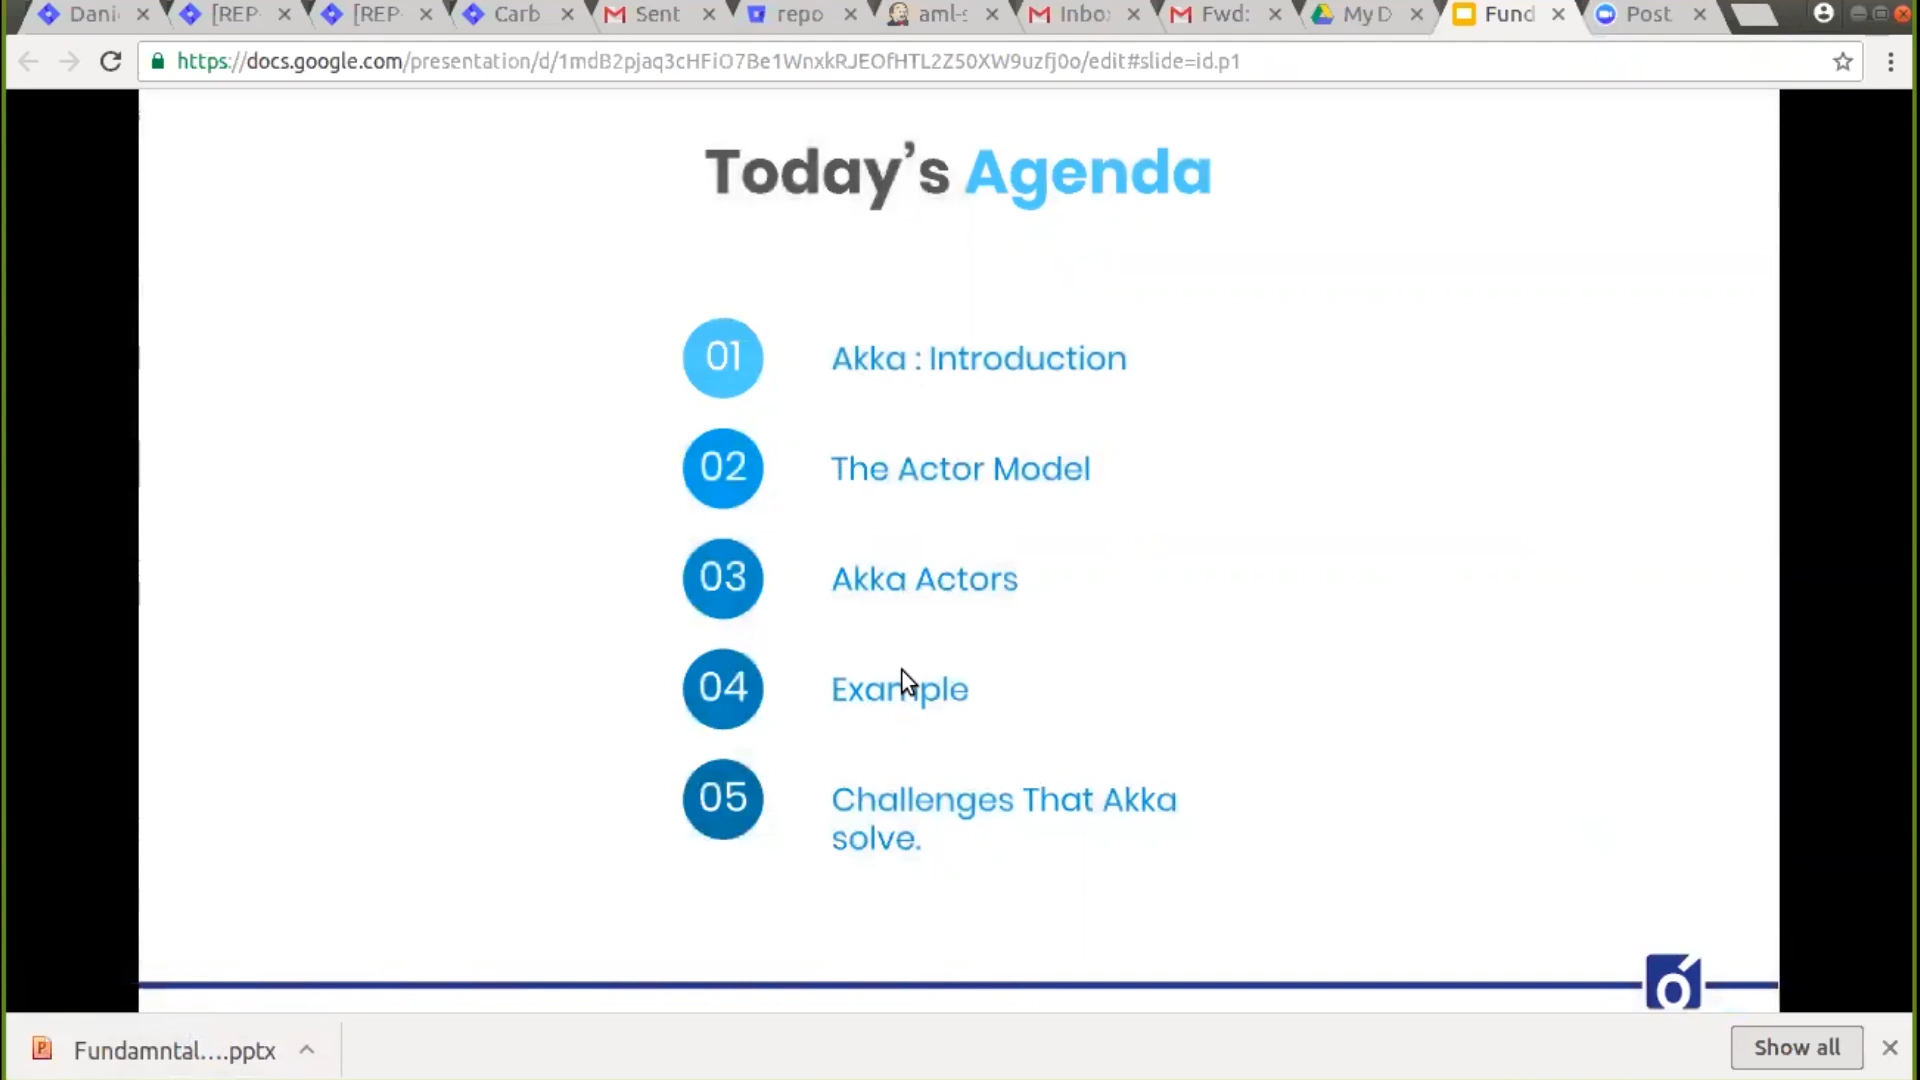 Dani
[REP
[REP
Carb
Sent
repo
aml-s
Inbo
Fwd:
My D
Fund
Post
https://docs.google.com/presentation/d/1mdB2pjaq3cHFiO7Be1WnxkRJEOfHTL2Z50XW9uzfj0o/edit#slide=id.p1
Today's Agenda
01 Akka : Introduction
02 The Actor Model
03 Akka Actors
04 Example
05 Challenges That Akka
solve.
Fundamntal....pptx
Show all